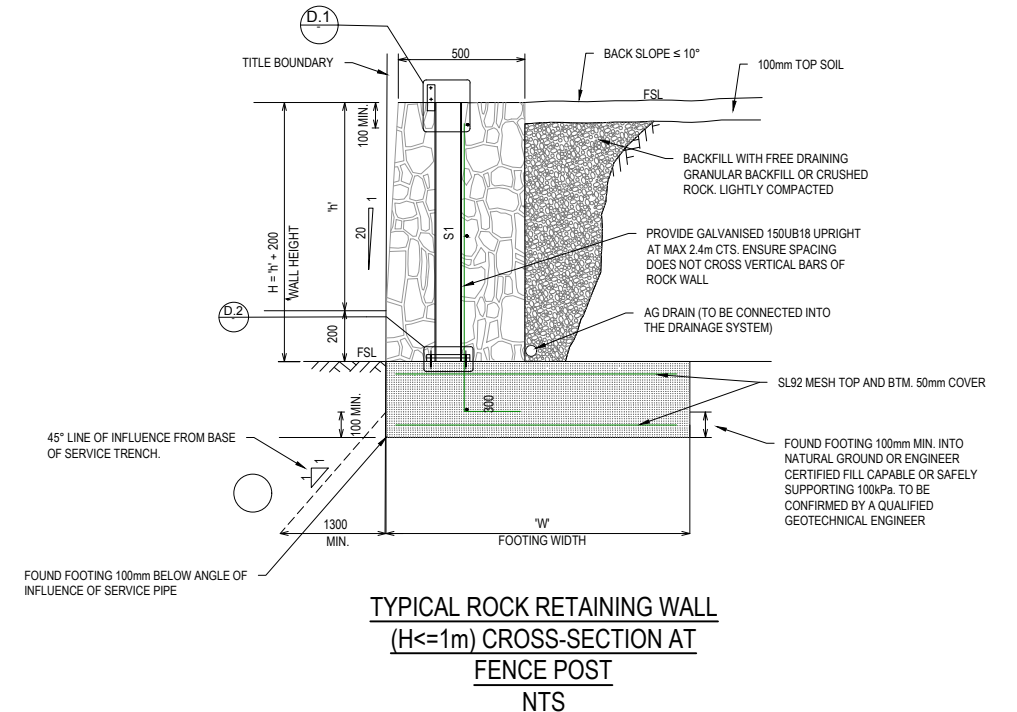 D.1
-
TITLE BOUNDARY
500
BACK SLOPE ≤ 10°
100mm TOP SOIL
FSL
100 MIN.
'h'
20
1
S1
H = 'h' + 200
WALL HEIGHT
BACKFILL WITH FREE DRAINING
GRANULAR BACKFILL OR CRUSHED
ROCK. LIGHTLY COMPACTED
PROVIDE GALVANISED 150UB18 UPRIGHT
AT MAX 2.4m CTS. ENSURE SPACING
DOES NOT CROSS VERTICAL BARS OF
ROCK WALL
D.2
-
200
AG DRAIN (TO BE CONNECTED INTO
THE DRAINAGE SYSTEM)
FSL
SL92 MESH TOP AND BTM. 50mm COVER
300
100 MIN.
45° LINE OF INFLUENCE FROM BASE
OF SERVICE TRENCH.
1
1
FOUND FOOTING 100mm MIN. INTO
NATURAL GROUND OR ENGINEER
CERTIFIED FILL CAPABLE OR SAFELY
SUPPORTING 100kPa. TO BE
CONFIRMED BY A QUALIFIED
GEOTECHNICAL ENGINEER
1300
MIN.
'W'
FOOTING WIDTH
FOUND FOOTING 100mm BELOW ANGLE OF
INFLUENCE OF SERVICE PIPE
TYPICAL ROCK RETAINING WALL
(H<=1m) CROSS-SECTION AT
FENCE POST
NTS